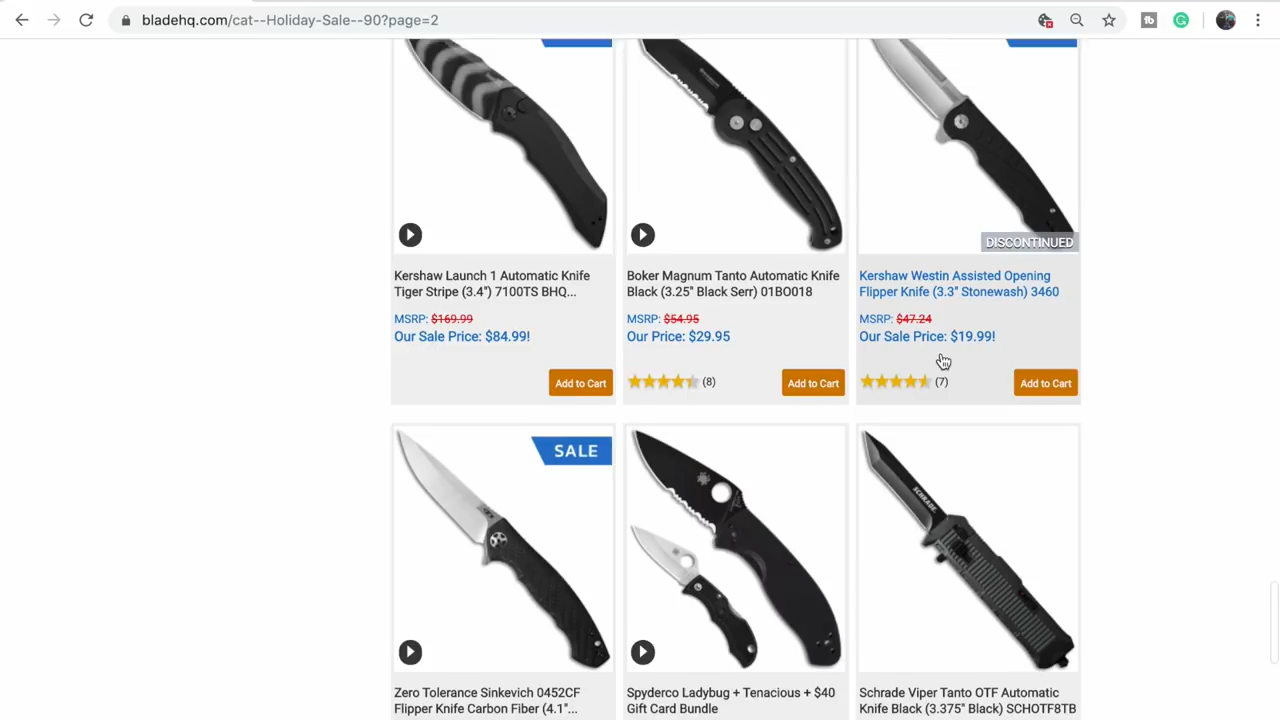 bladehq.com/cat--Holiday-Sale--90?page=2
DISCONTINUED
Kershaw Launch 1 Automatic Knife
Tiger Stripe (3.4") 7100TS BHQ...
MSRP: $169.99
Our Sale Price: $84.99!
Add to Cart
Boker Magnum Tanto Automatic Knife
Black (3.25" Black Serr) 01BO018
MSRP: $54.95
Our Price: $29.95
(8)
Add to Cart
Kershaw Westin Assisted Opening
Flipper Knife (3.3" Stonewash) 3460
MSRP: $47.24
Our Sale Price: $19.99!
(7)
Add to Cart
SALE
SCHRADE
Zero Tolerance Sinkevich 0452CF
Flipper Knife Carbon Fiber (4.1"...
Spyderco Ladybug + Tenacious + $40
Gift Card Bundle
Schrade Viper Tanto OTF Automatic
Knife Black (3.375" Black) SCHOTF8TB